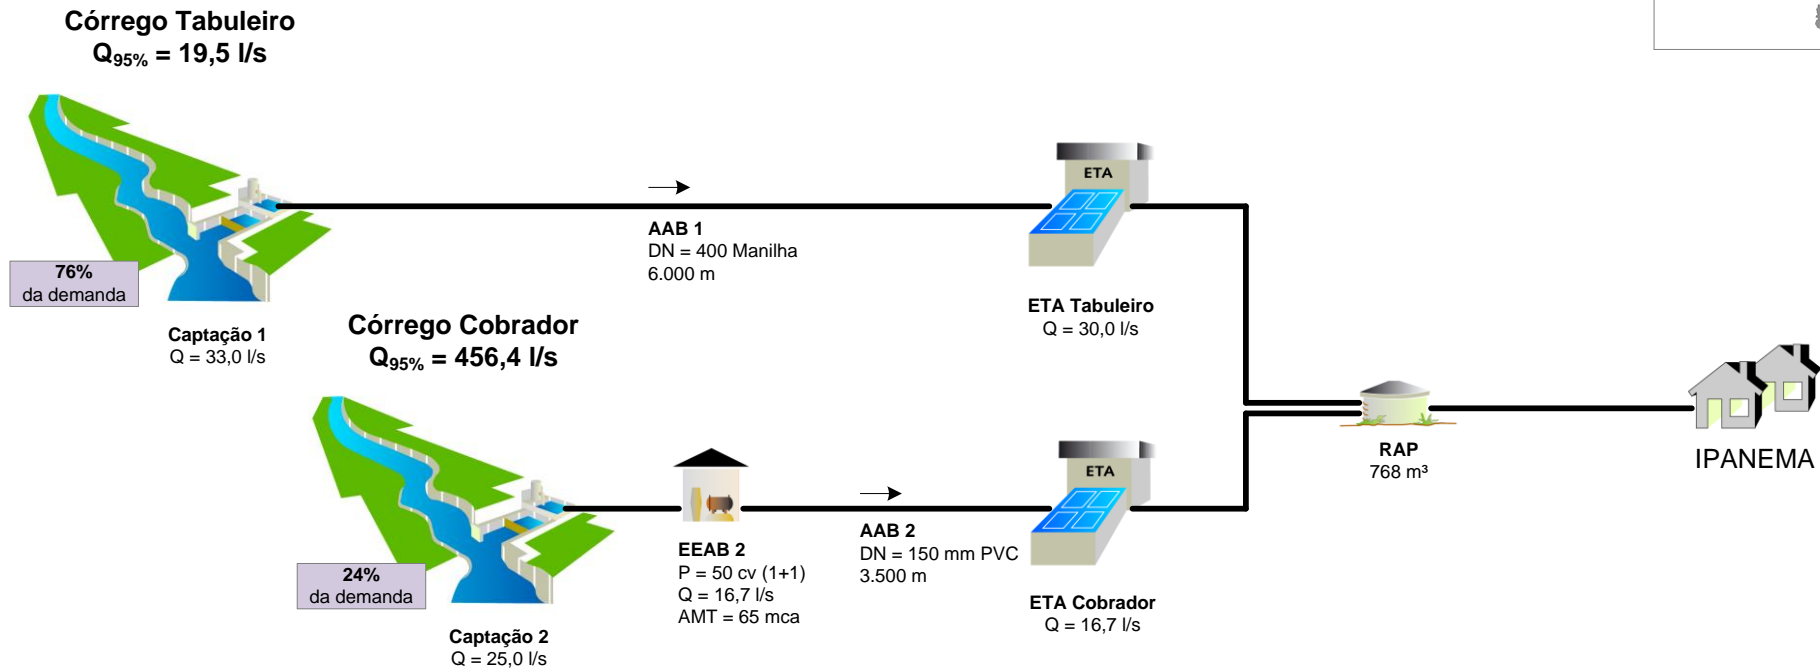 Córrego Tabuleiro
Q95% = 19,5 l/s
76%
da demanda
Captação 1
Q = 33,0 l/s
AAB 1
DN = 400 Manilha
6.000 m
ETA
ETA Tabuleiro
Q = 30,0 l/s
Córrego Cobrador
Q95% = 456,4 l/s
24%
da demanda
Captação 2
Q = 25,0 l/s
EEAB 2
P = 50 cv (1+1)
Q = 16,7 l/s
AMT = 65 mca
AAB 2
DN = 150 mm PVC
3.500 m
ETA
ETA Cobrador
Q = 16,7 l/s
RAP
768 m³
IPANEMA